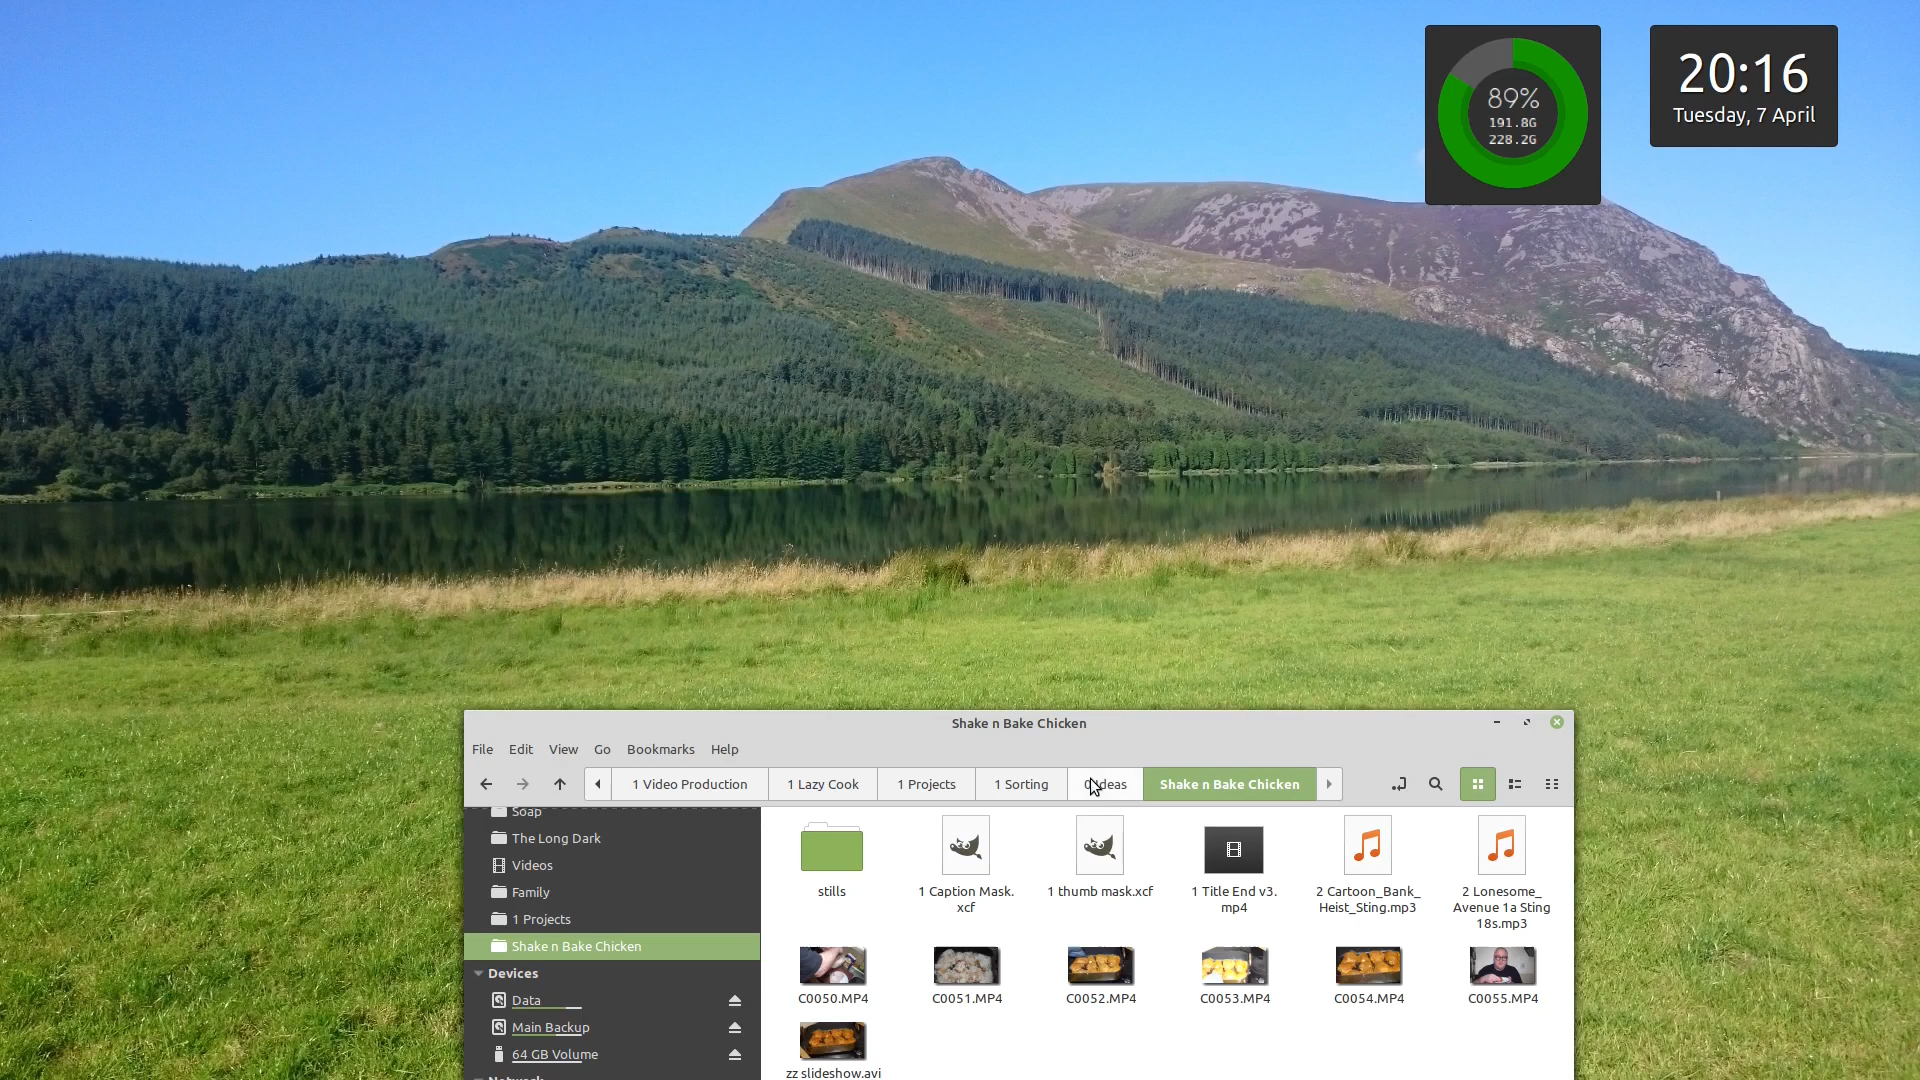 89%
191.8G
228.2G
20:16
Tuesday, 7 April
Shake n Bake Chicken
File Edit View Go Bookmarks Help
1 Video Production 1 Lazy Cook 1 Projects 1 Sorting 0 Ideas Shake n Bake Chicken
Soap
The Long Dark
Videos
Family
1 Projects
Shake n Bake Chicken
Devices
Data
Main Backup
64 GB Volume
Network
stills
1 Caption Mask.
xcf
1 thumb mask.xcf
1 Title End v3.
mp4
2 Cartoon_Bank_
Heist_Sting.mp3
2 Lonesome_
Avenue 1a Sting
18s.mp3
C0050.MP4
C0051.MP4
C0052.MP4
C0053.MP4
C0054.MP4
C0055.MP4
zz slideshow.avi